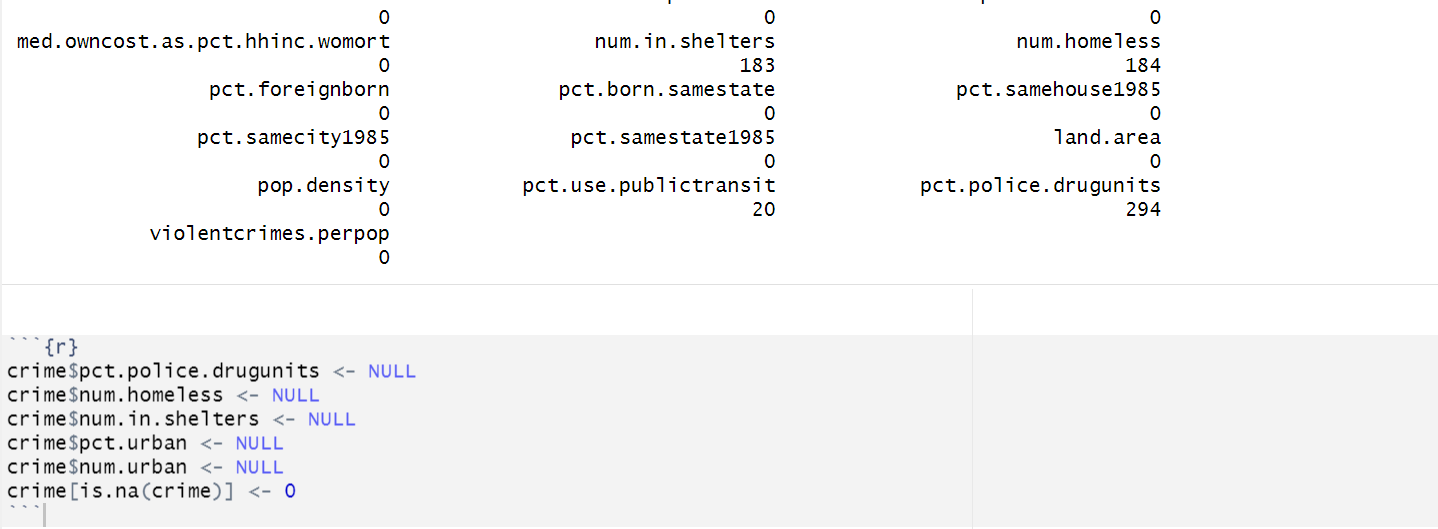 0 0 0
med.owncost.as.pct.hhinc.womort num.in.shelters num.homeless
0 183 184
pct.foreignborn pct.born.samestate pct.samehouse1985
0 0 0
pct.samecity1985 pct.samestate1985 land.area
0 0 0
pop.density pct.use.publictransit pct.police.drugunits
0 20 294
violentcrimes.perpop
0
```{r}
crime$pct.police.drugunits <- NULL
crime$num.homeless <- NULL
crime$num.in.shelters <- NULL
crime$pct.urban <- NULL
crime$num.urban <- NULL
crime[is.na(crime)] <- 0
```